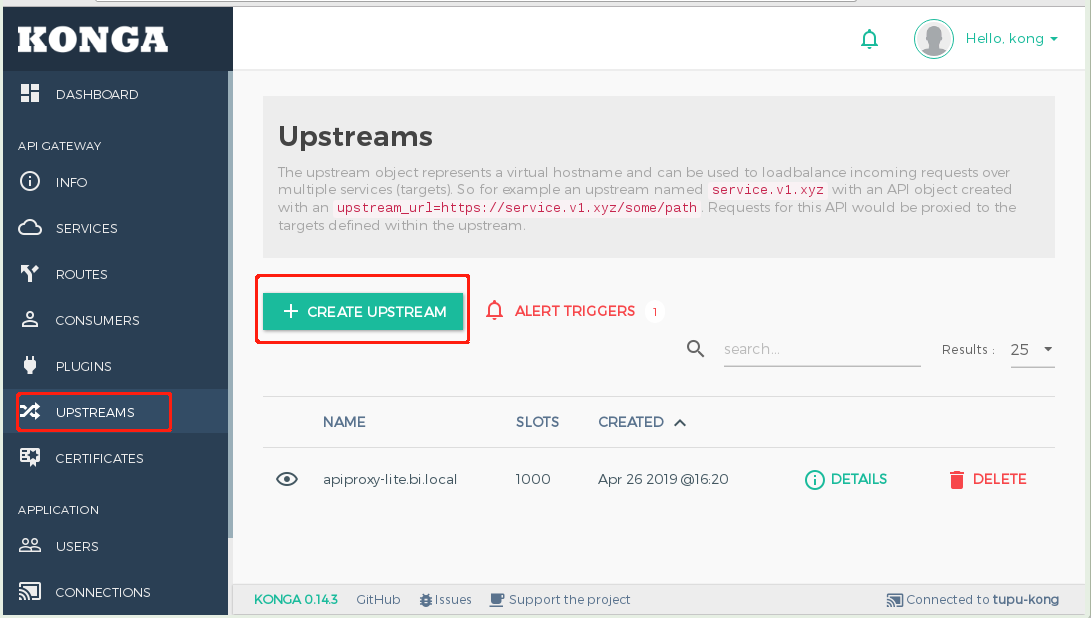 KONGA
Hello, kong
DASHBOARD
API GATEWAY
INFO
SERVICES
ROUTES
CONSUMERS
PLUGINS
UPSTREAMS
CERTIFICATES
APPLICATION
USERS
CONNECTIONS
Upstreams
The upstream object represents a virtual hostname and can be used to loadbalance incoming requests over
multiple services (targets). So for example an upstream named service.v1.xyz with an API object created
with an upstream_url=https://service.v1.xyz/some/path. Requests for this API would be proxied to the
targets defined within the upstream.
+ CREATE UPSTREAM ALERT TRIGGERS 1
search... Results : 25
NAME SLOTS CREATED
apiproxy-lite.bi.local 1000 Apr 26 2019 @16:20 DETAILS DELETE
KONGA 0.14.3 GitHub Issues Support the project Connected to tupu-kong